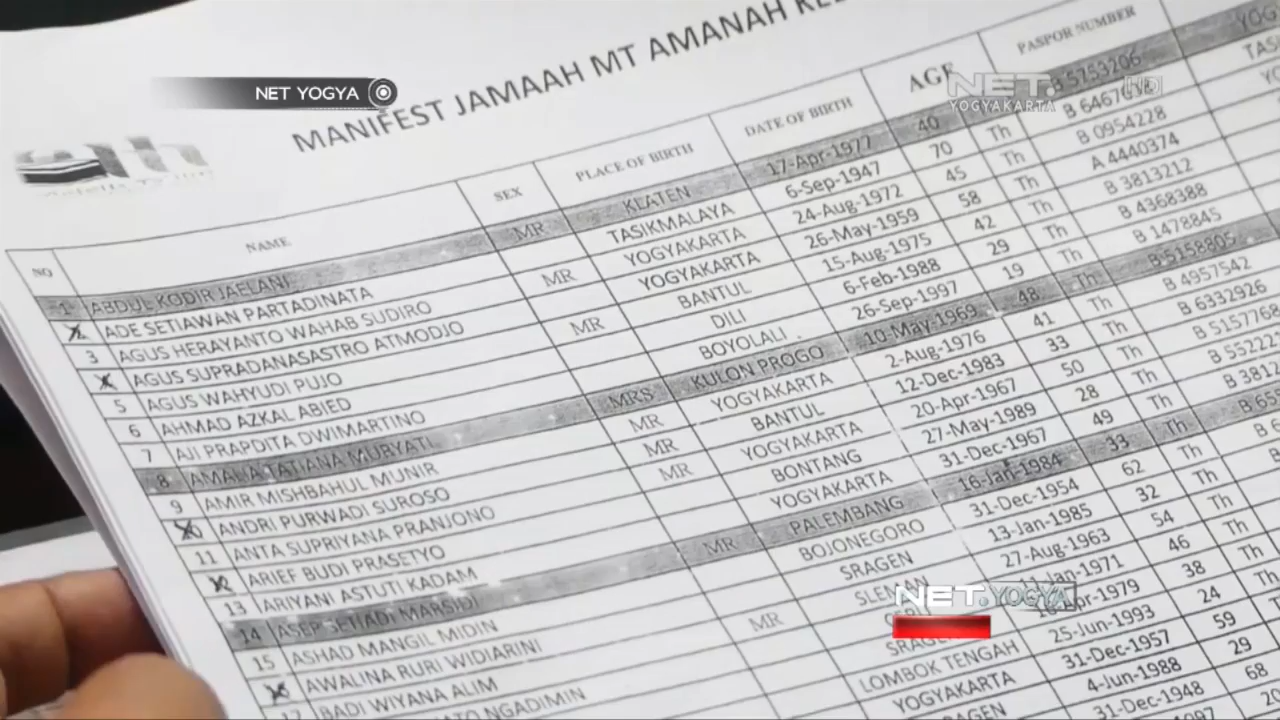 NET YOGYA
NET. HD
YOGYAKARTA
MANIFEST JAMAAH MT AMANAH
NO NAME SEX PLACE OF BIRTH DATE OF BIRTH AGE PASPOR NUMBER
1 ABDUL KODIR JAELANI MR KLATEN 17-Apr-1977 40 B 5753206
ADE SETIAWAN PARTADINATA TASIKMALAYA 6-Sep-1947 70 Th
3 AGUS HERAYANTO WAHAB SUDIRO MR YOGYAKARTA 24-Aug-1972 45 Th B 0954228
AGUS SUPRADANASASTRO ATMODJO YOGYAKARTA 26-May-1959 58 Th A 4440374
5 AGUS WAHYUDI PUJO MR BANTUL 15-Aug-1975 42 Th B 3813212
6 AHMAD AZKAL ABIED DILI 6-Feb-1988 29 Th B 4368388
7 AJI PRAPDITA DWIMARTINO BOYOLALI 26-Sep-1997 19 Th B 1478845
8 AMALIA TATIANA MURYATI MRS KULON PROGO 10-May-1969 48 Th B 5158805
9 AMIR MISHBAHUL MUNIR MR YOGYAKARTA 2-Aug-1976 41 Th B 4957542
ANDRI PURWADI SUROSO MR BANTUL 12-Dec-1983 33 Th B 6332926
11 ANTA SUPRIYANA PRANJONO MR YOGYAKARTA 20-Apr-1967 50 Th
ARIEF BUDI PRASETYO BONTANG 27-May-1989 28 Th
13 ARIYANI ASTUTI KADAM YOGYAKARTA 31-Dec-1967 49 Th
14 ASEP SETIADI MARSIDI MR PALEMBANG 16-Jan-1984 33 Th
15 ASHAD MANGIL MIDIN BOJONEGORO 31-Dec-1954 62 Th
AWALINA RURI WIDIARINI SRAGEN 13-Jan-1985 32 Th
17 BADI WIYANA ALIM MR 27-Aug-1963 54 Th
NGADIMIN 46 Th
38 Th
LOMBOK TENGAH 25-Jun-1993 24
YOGYAKARTA 31-Dec-1957 59
SRAGEN 4-Jun-1988 29
31-Dec-1948 68
NET. YOGYA